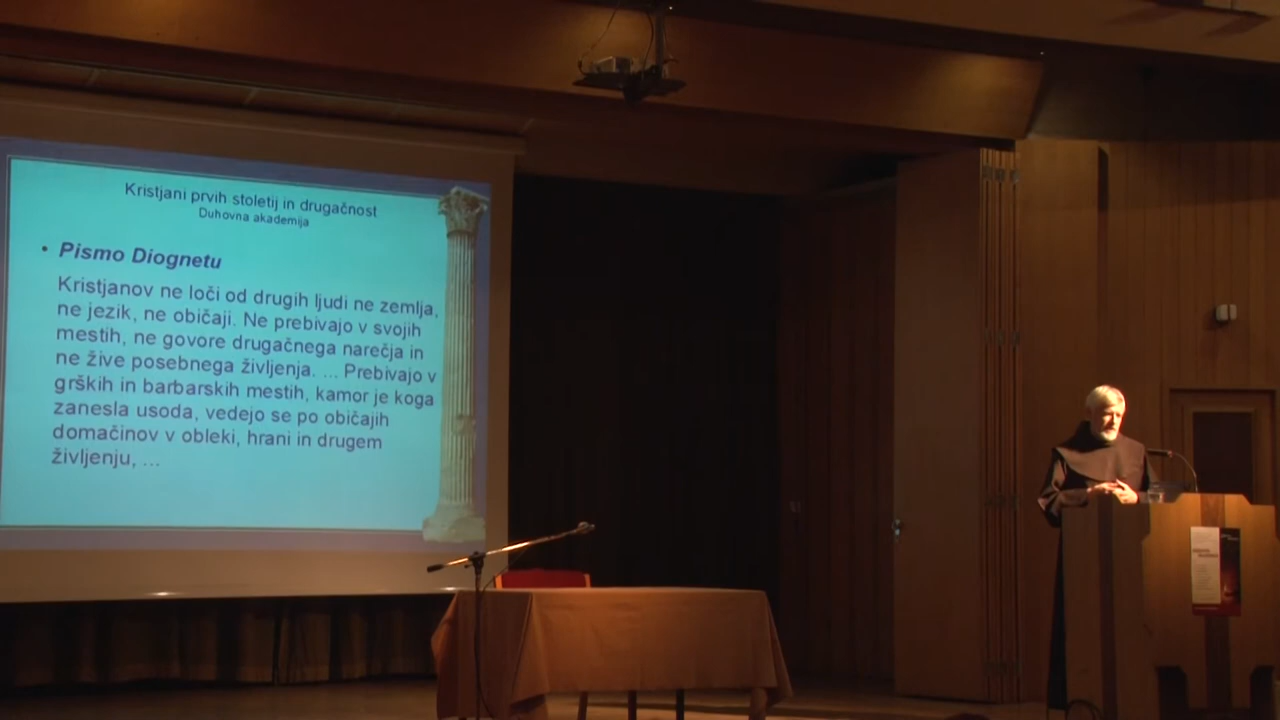 Kristjani prvih stoletij in drugačnost
Duhovna akademija
• Pismo Diognetu
Kristjanov ne loči od drugih ljudi ne zemlja,
ne jezik, ne običaji. Ne prebivajo v svojih
mestih, ne govore drugačnega narečja in
ne žive posebnega življenja. ... Prebivajo v
grških in barbarskih mestih, kamor je koga
zanesla usoda, vedejo se po običajih
domačinov v obleki, hrani in drugem
življenju, ...